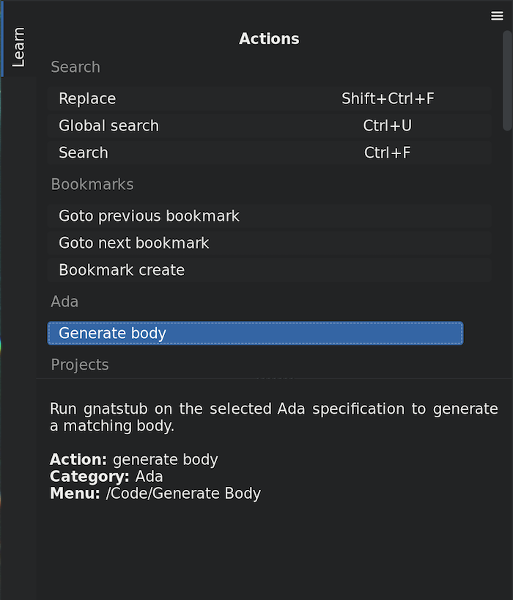 Learn
Actions
Search
Replace Shift+Ctrl+F
Global search Ctrl+U
Search Ctrl+F
Bookmarks
Goto previous bookmark
Goto next bookmark
Bookmark create
Ada
Generate body
Projects
Run gnatstub on the selected Ada specification to generate
a matching body.
Action: generate body
Category: Ada
Menu: /Code/Generate Body